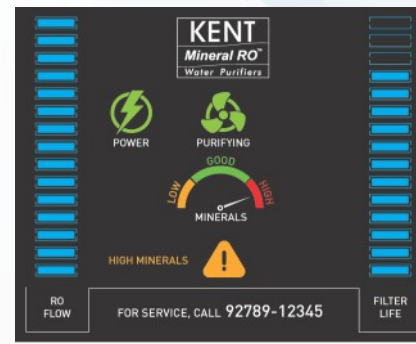 KENT
Mineral RO™
Water Purifiers
POWER
PURIFYING
LOW
GOOD
HIGH
MINERALS
HIGH MINERALS
!
RO
FLOW
FOR SERVICE, CALL 92789-12345
FILTER
LIFE